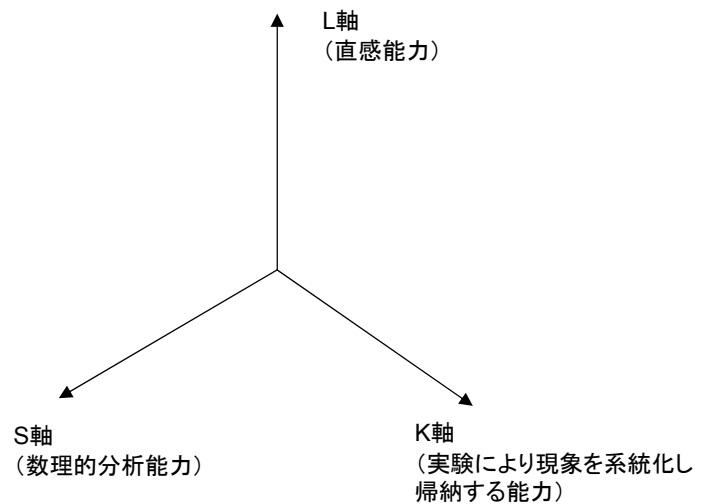 L軸
（直感能力）
S軸
（数理的分析能力）
K軸
（実験により現象を系統化し
帰納する能力）